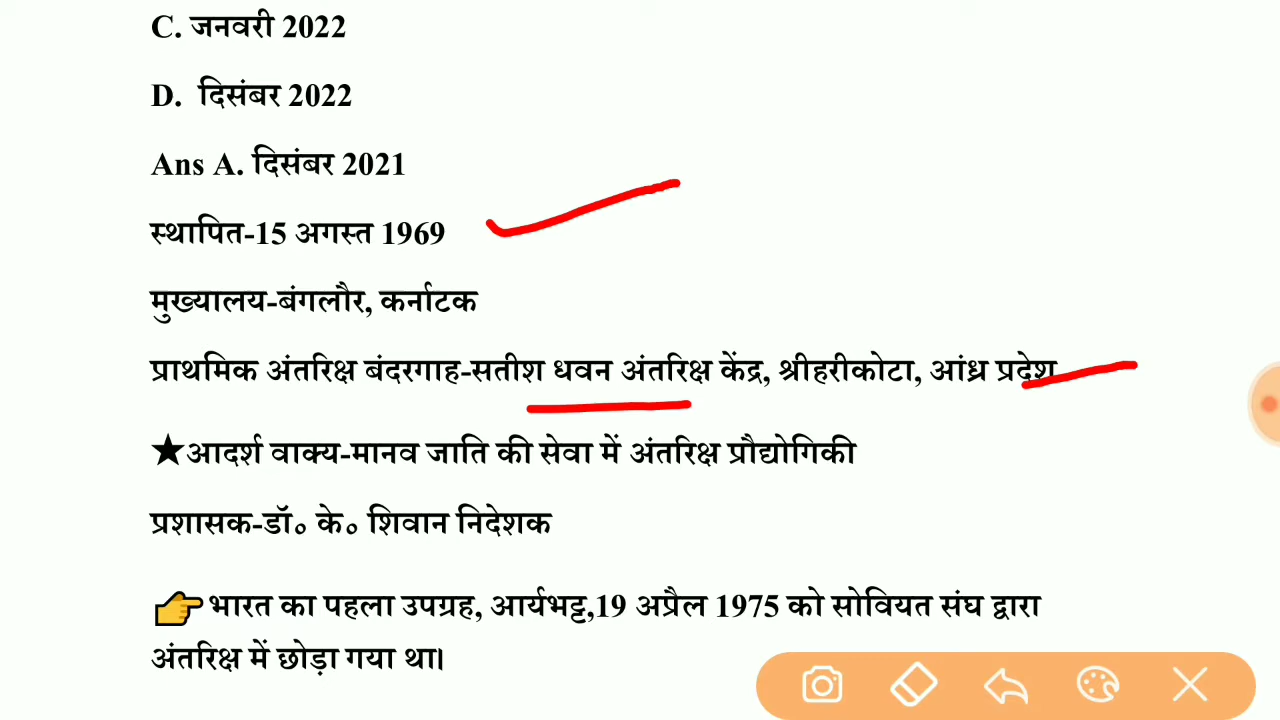 C. जनवरी 2022
D. दिसंबर 2022
Ans A. दिसंबर 2021
स्थापित-15 अगस्त 1969
मुख्यालय-बंगलौर, कर्नाटक
प्राथमिक अंतरिक्ष बंदरगाह-सतीश धवन अंतरिक्ष केंद्र, श्रीहरीकोटा, आंध्र प्रदेश
★आदर्श वाक्य-मानव जाति की सेवा में अंतरिक्ष प्रौद्योगिकी
प्रशासक-डॉ॰ के॰ शिवान निदेशक
👉भारत का पहला उपग्रह, आर्यभट्ट,19 अप्रैल 1975 को सोवियत संघ द्वारा
अंतरिक्ष में छोड़ा गया था।